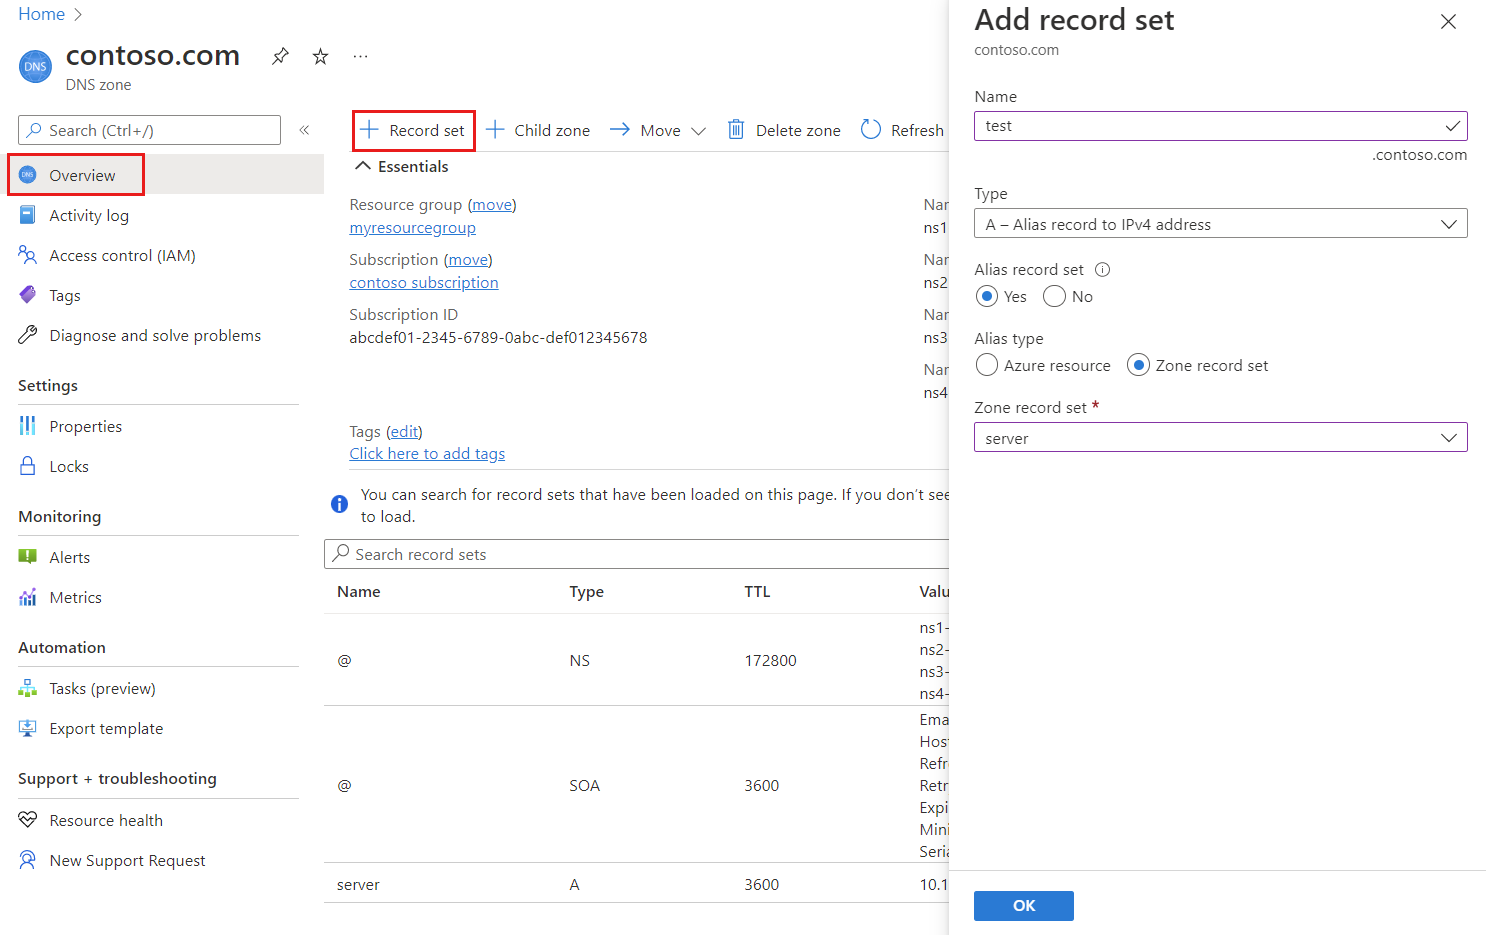 Home
contoso.com
DNS
DNS zone
Search (Ctrl+/)
Overview
Activity log
Access control (IAM)
Tags
Diagnose and solve problems
Settings
Properties
Locks
Monitoring
Alerts
Metrics
Automation
Tasks (preview)
Export template
Support + troubleshooting
Resource health
New Support Request
Record set
Child zone
Move
Delete zone
Refresh
Essentials
Resource group (move)
myresourcegroup
Subscription (move)
contoso subscription
Subscription ID
abcdef01-2345-6789-0abc-def012345678
Nar
ns1
Nar
ns2
Nar
ns3
Nar
ns4
Tags (edit)
Click here to add tags
You can search for record sets that have been loaded on this page. If you don't see
to load.
Search record sets
Name Type TTL Valu
@ NS 172800
ns1-
ns2-
ns3-
ns4-
@ SOA 3600
Ema
Host
Refr
Retr
Expi
Mini
Seria
server A 3600 10.1
Add record set
contoso.com
Name
test
.contoso.com
Type
A – Alias record to IPv4 address
Alias record set
Yes No
Alias type
Azure resource Zone record set
Zone record set *
server
OK